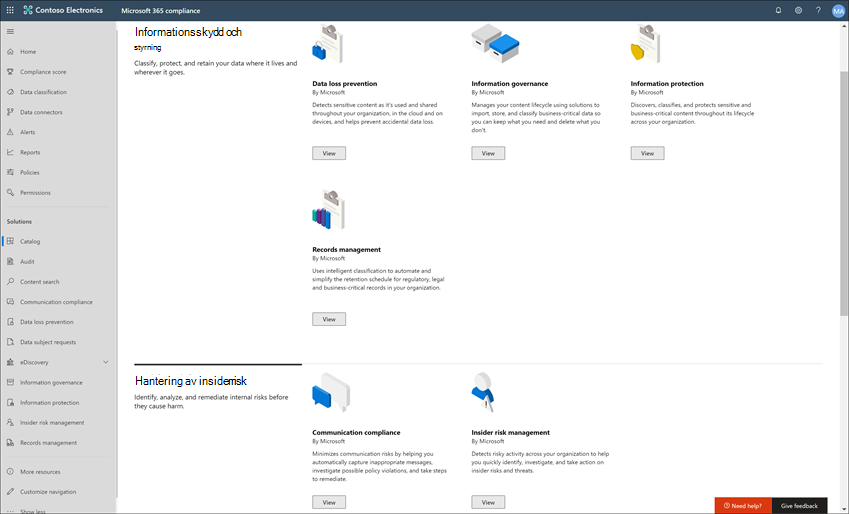 Contoso Electronics
Microsoft 365 compliance
?
MA
Home
Compliance score
Data classification
Data connectors
Alerts
Reports
Policies
Permissions
Solutions
Catalog
Audit
Content search
Communication compliance
Data loss prevention
Data subject requests
eDiscovery
Information governance
Information protection
Insider risk management
Records management
More resources
Customize navigation
Show less
Informationsskydd och
styrning
Classify, protect, and retain your data where it lives and
wherever it goes.
Data loss prevention
By Microsoft
Detects sensitive content as it's used and shared
throughout your organization, in the cloud and on
devices, and helps prevent accidental data loss.
View
Information governance
By Microsoft
Manages your content lifecycle using solutions to
import, store, and classify business-critical data so
you can keep what you need and delete what you
don't.
View
Information protection
By Microsoft
Discovers, classifies, and protects sensitive and
business-critical content throughout its lifecycle
across your organization.
View
Records management
By Microsoft
Uses intelligent classification to automate and
simplify the retention schedule for regulatory, legal
and business-critical records in your organization.
View
Hantering av insiderrisk
Identify, analyze, and remediate internal risks before
they cause harm.
Communication compliance
By Microsoft
Minimizes communication risks by helping you
automatically capture inappropriate messages,
investigate possible policy violations, and take steps
to remediate.
View
Insider risk management
By Microsoft
Detects risky activity across your organization to help
you quickly identify, investigate, and take action on
insider risks and threats.
View
Need help?
Give feedback